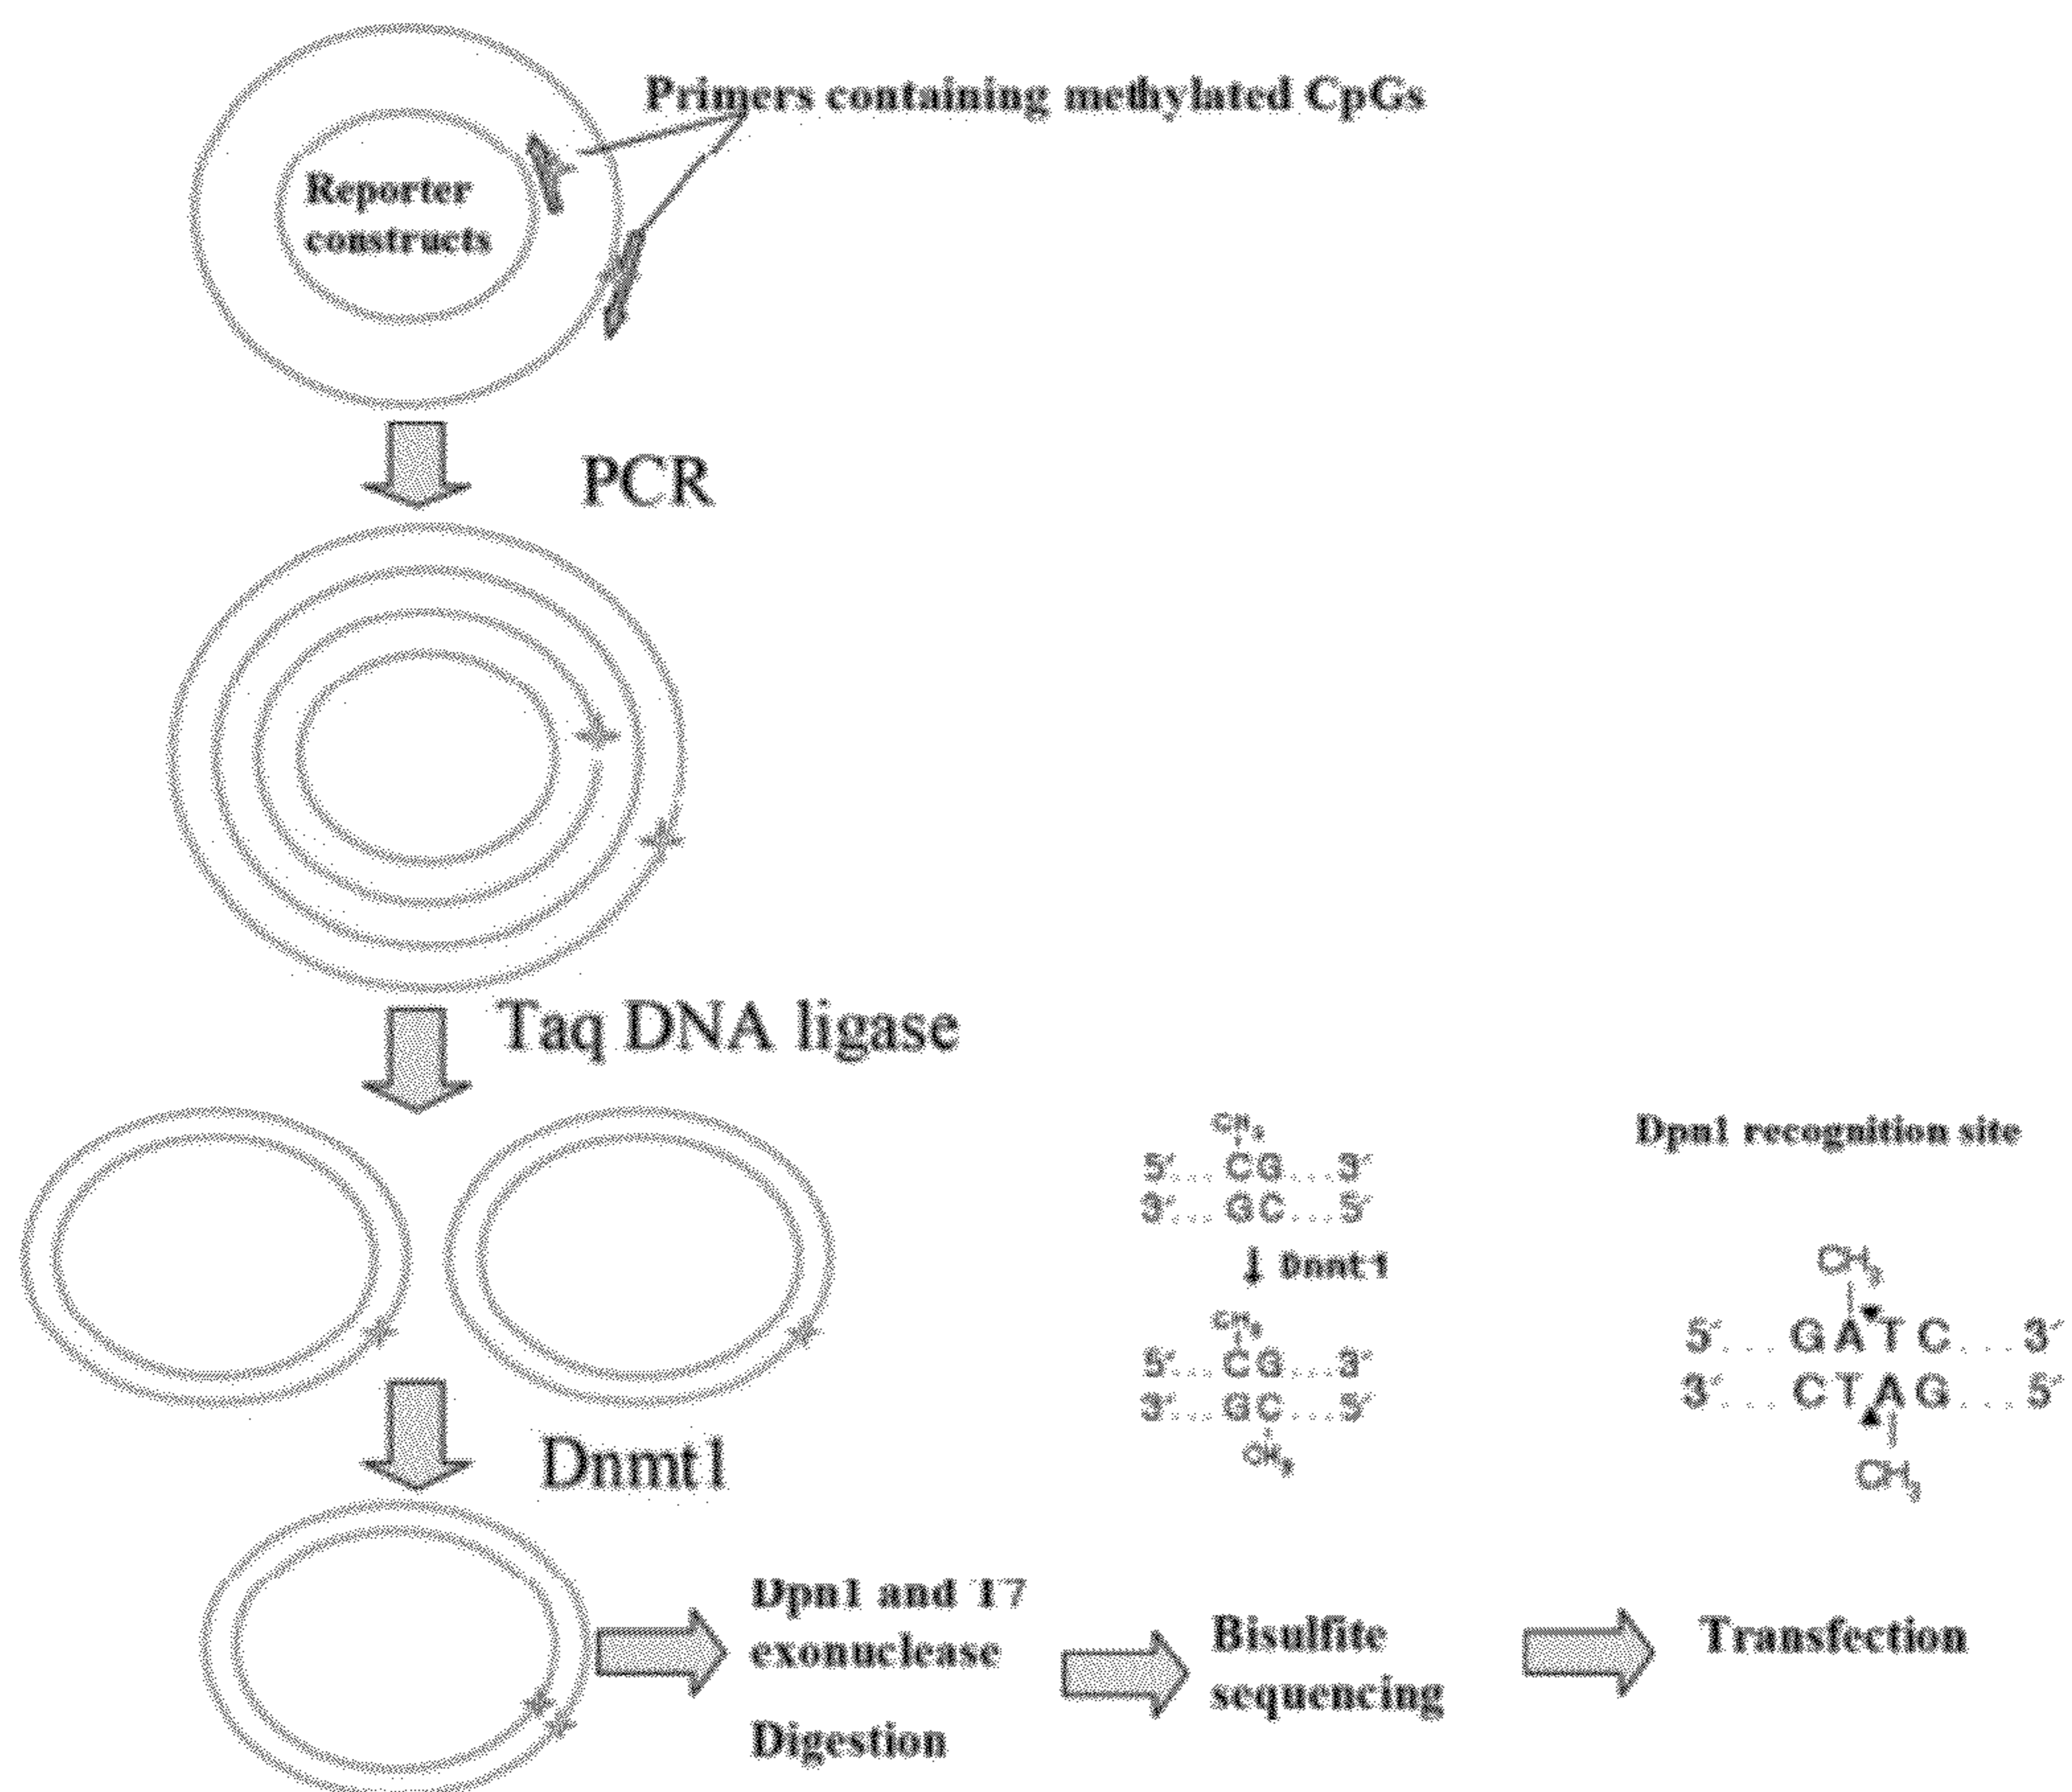 Primers containing methylated CpGs
Reporter
constructs
PCR
Taq DNA ligase
CH3
5′... CG ...3′
3′... GC ...5′
Dnmt1
CH3
5′... CG ...3′
3′... GC ...5′
CH3
Dpn1 recognition site
CH3
5′... GATC ...3′
3′... CTAG ...5′
CH3
Dnmt1
Dpn1 and T7
exonuclease
Digestion
Bisulfite
sequencing
Transfection